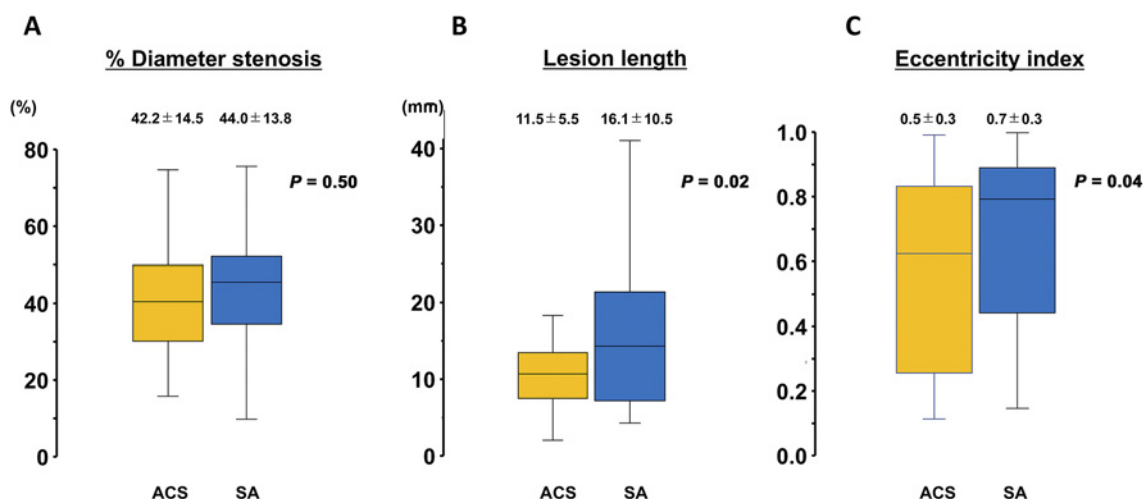 A
% Diameter stenosis
(%)
42.2±14.5 44.0±13.8
80
60
40
20
0
P = 0.50
ACS SA
B
Lesion length
(mm)
11.5±5.5 16.1±10.5
40
30
20
10
0
P = 0.02
ACS SA
C
Eccentricity index
0.5±0.3 0.7±0.3
1.0
0.8
0.6
0.4
0.2
0.0
P = 0.04
ACS SA